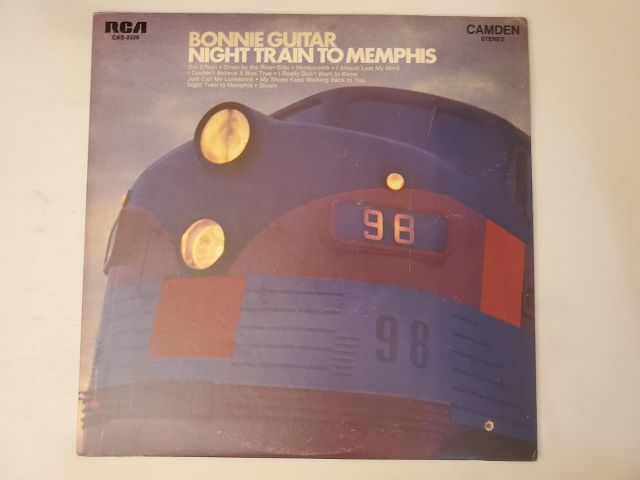 RCA
CAS-2339
CAMDEN
STEREO
BONNIE GUITAR
NIGHT TRAIN TO MEMPHIS
Did It Rain • Down by the River-Side • Honeycomb • I Almost Lost My Mind
I Couldn't Believe It Was True • I Really Don't Want to Know
Just Call Me Lonesome • My Shoes Keep Walking Back to You
Night Train to Memphis • Slowly
98
98